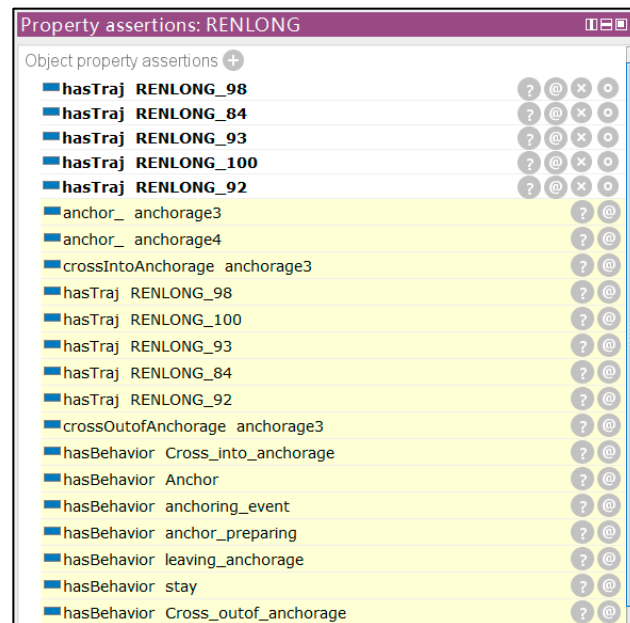 Property assertions: RENLONG
Object property assertions
hasTraj RENLONG_98
hasTraj RENLONG_84
hasTraj RENLONG_93
hasTraj RENLONG_100
hasTraj RENLONG_92
anchor_ anchorage3
anchor_ anchorage4
crossIntoAnchorage anchorage3
hasTraj RENLONG_98
hasTraj RENLONG_100
hasTraj RENLONG_93
hasTraj RENLONG_84
hasTraj RENLONG_92
crossOutofAnchorage anchorage3
hasBehavior Cross_into_anchorage
hasBehavior Anchor
hasBehavior anchoring_event
hasBehavior anchor_preparing
hasBehavior leaving_anchorage
hasBehavior stay
hasBehavior Cross_outof_anchorage